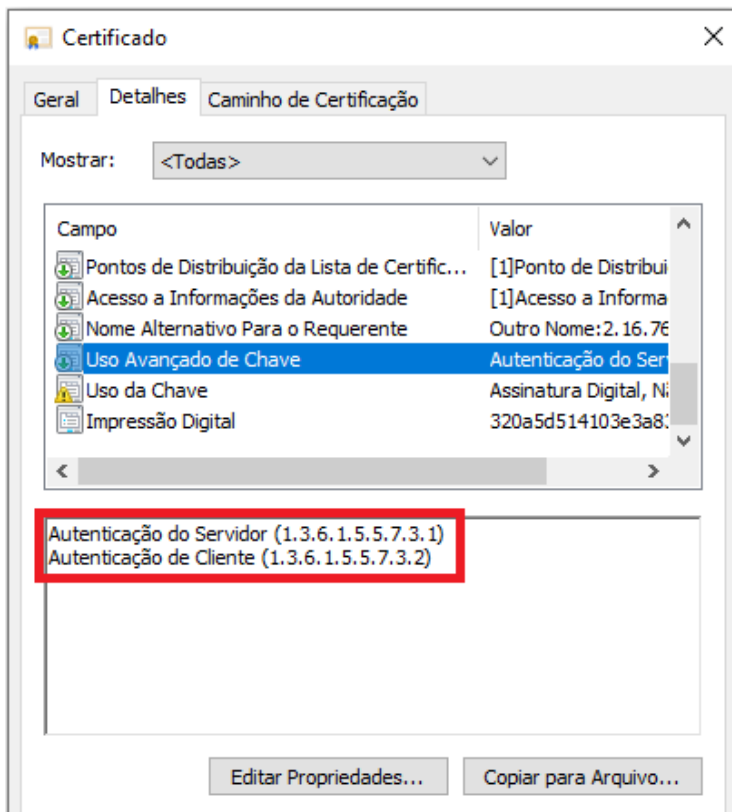 Certificado
Geral Detalhes Caminho de Certificação
Mostrar: <Todas>
Campo Valor
Pontos de Distribuição da Lista de Certific... [1]Ponto de Distribui
Acesso a Informações da Autoridade [1]Acesso a Informa
Nome Alternativo Para o Requerente Outro Nome:2.16.76
Uso Avançado de Chave Autenticação do Ser
Uso da Chave Assinatura Digital, N
Impressão Digital 320a5d514103e3a8
Autenticação do Servidor (1.3.6.1.5.5.7.3.1)
Autenticação de Cliente (1.3.6.1.5.5.7.3.2)
Editar Propriedades... Copiar para Arquivo...